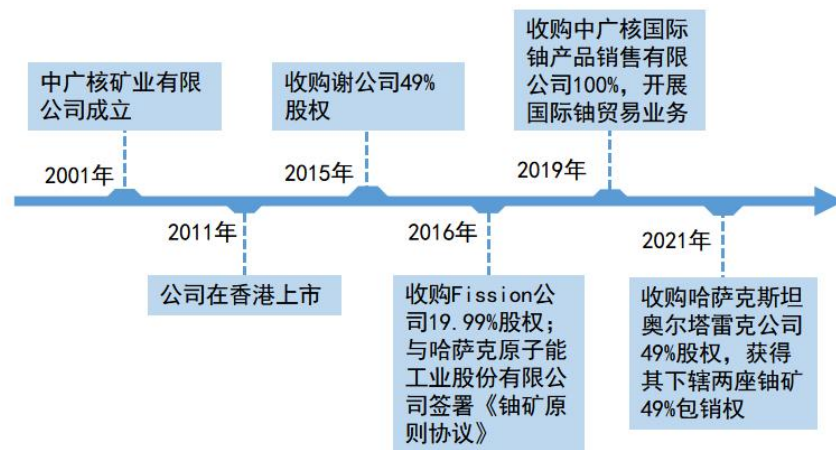 中广核矿业有限
公司成立
2001年
2011年
公司在香港上市
收购谢公司49%
股权
2015年
2016年
收购Fission公
司19.99%股权；
与哈萨克原子能
工业股份有限公
司签署《铀矿原
则协议》
收购中广核国际
铀产品销售有限
公司100%，开展
国际铀贸易业务
2019年
2021年
收购哈萨克斯坦
奥尔塔雷克公司
49%股权，获得
其下辖两座铀矿
49%包销权